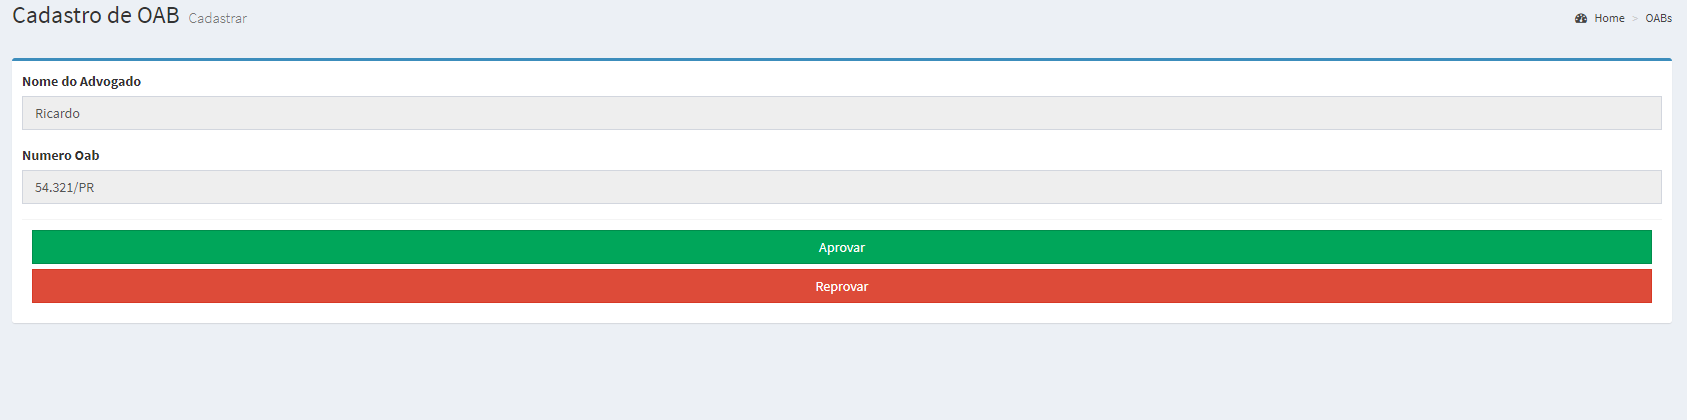 Cadastro de OAB Cadastrar
Home > OABs
Nome do Advogado
Ricardo
Numero Oab
54.321/PR
Aprovar
Reprovar